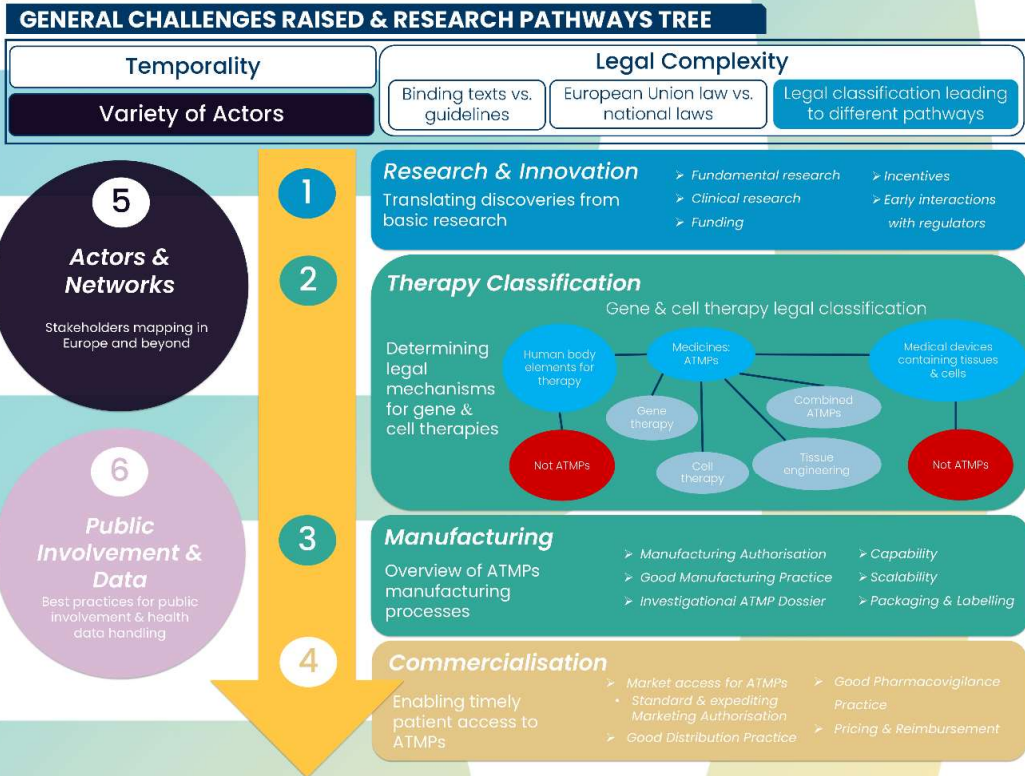 GENERAL CHALLENGES RAISED & RESEARCH PATHWAYS TREE
Temporality
Variety of Actors
Legal Complexity
Binding texts vs.
guidelines
European Union law vs.
national laws
Legal classification leading
to different pathways
5
Actors &
Networks
Stakeholders mapping in
Europe and beyond
6
Public
Involvement &
Data
Best practices for public
involvement & health
data handling
1
Research & Innovation
Translating discoveries from
basic research
➢ Fundamental research
➢ Clinical research
➢ Funding
➢ Incentives
➢ Early interactions
with regulators
2
Therapy Classification
Gene & cell therapy legal classification
Determining
legal
mechanisms
for gene &
cell therapies
Human body
elements for
therapy
Medicines:
ATMPs
Medical devices
containing tissues
& cells
Gene
therapy
Combined
ATMPs
Not ATMPs
Cell
therapy
Tissue
engineering
Not ATMPs
3
Manufacturing
Overview of ATMPs
manufacturing
processes
➢ Manufacturing Authorisation
➢ Good Manufacturing Practice
➢ Investigational ATMP Dossier
➢ Capability
➢ Scalability
➢ Packaging & Labelling
4
Commercialisation
Enabling timely
patient access to
ATMPs
➢ Market access for ATMPs
• Standard & expediting
Marketing Authorisation
➢ Good Distribution Practice
➢ Good Pharmacovigilance
Practice
➢ Pricing & Reimbursement